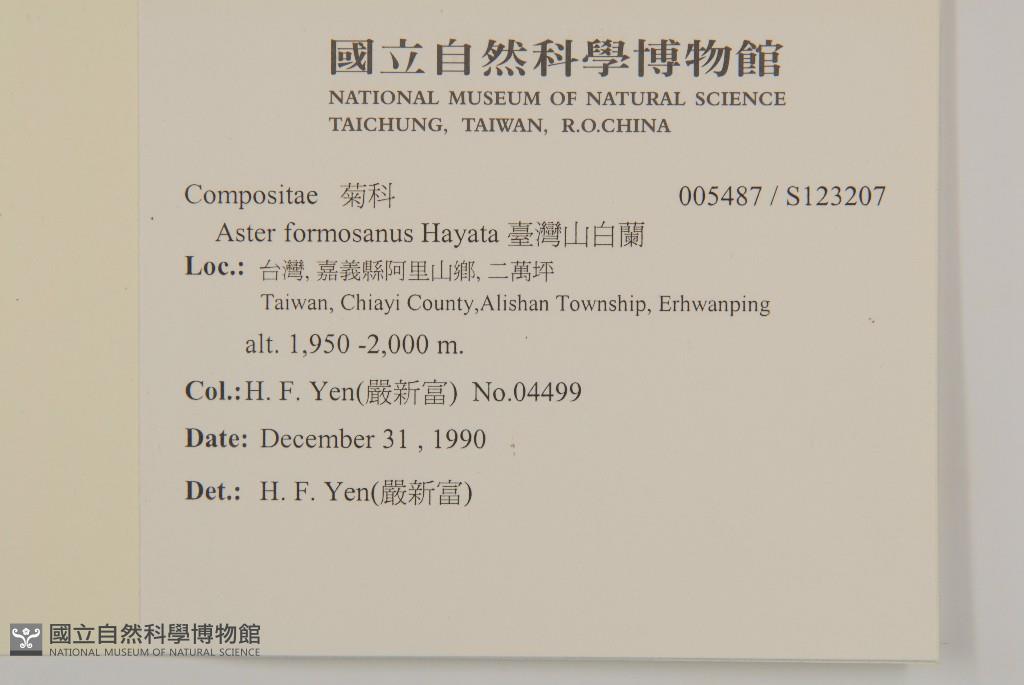 國立自然科學博物館
NATIONAL MUSEUM OF NATURAL SCIENCE
TAICHUNG, TAIWAN, R.O.CHINA
Compositae 菊科 005487 / S123207
Aster formosanus Hayata 臺灣山白蘭
Loc.: 台灣, 嘉義縣阿里山鄉, 二萬坪
Taiwan, Chiayi County,Alishan Township, Erhwanping
alt. 1,950 -2,000 m.
Col.: H. F. Yen(嚴新富) No.04499
Date: December 31 , 1990
Det.: H. F. Yen(嚴新富)
國立自然科學博物館
NATIONAL MUSEUM OF NATURAL SCIENCE